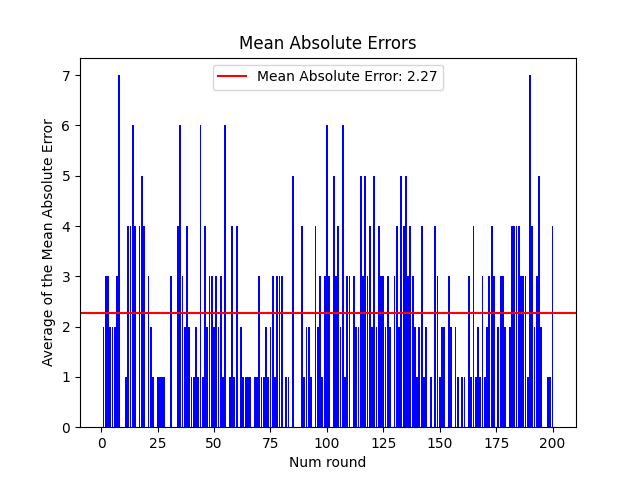 Mean Absolute Errors
Mean Absolute Error: 2.27
Average of the Mean Absolute Error
7
6
5
4
3
2
1
0
0 25 50 75 100 125 150 175 200
Num round